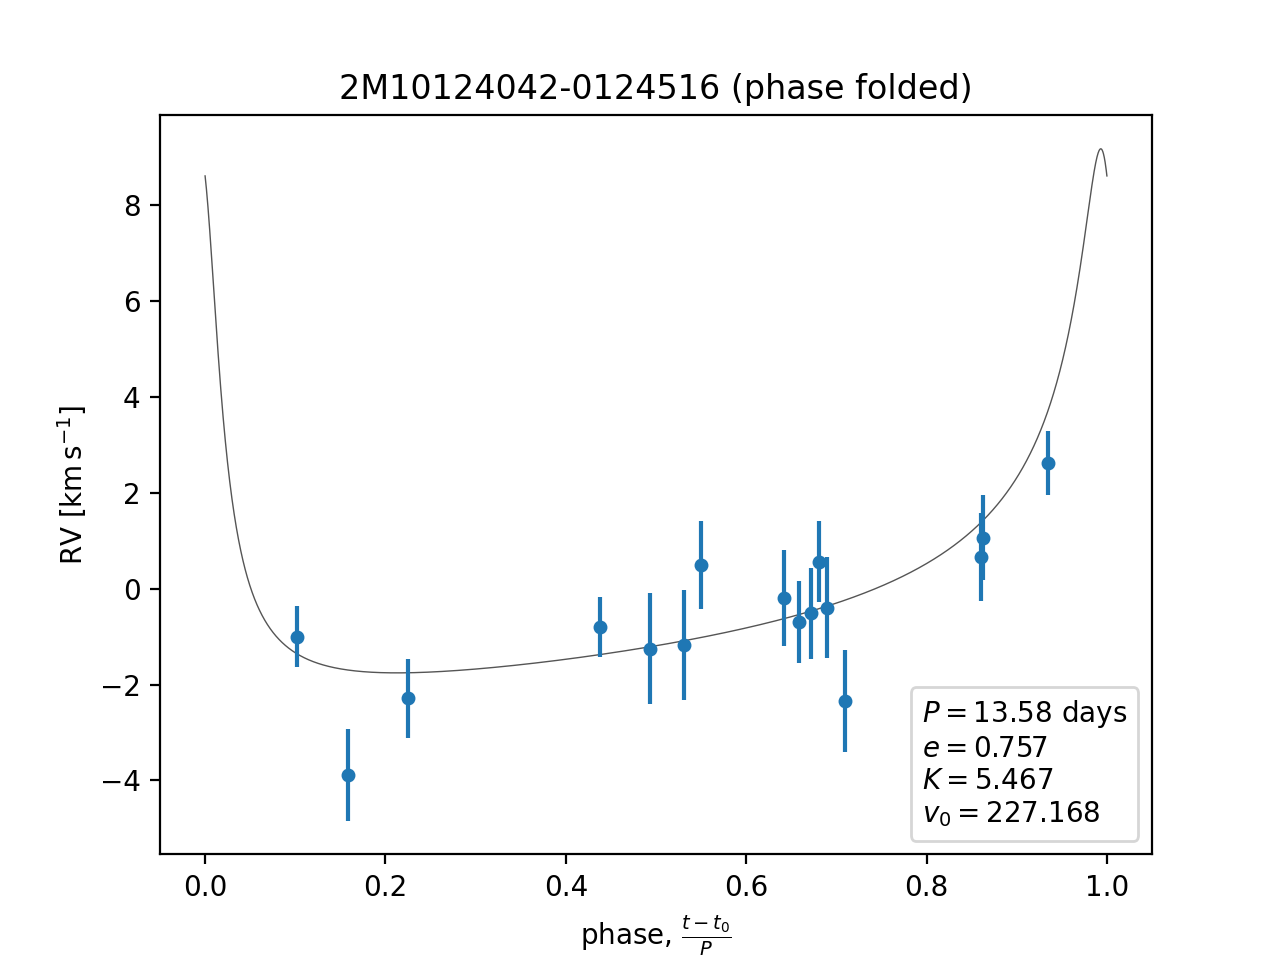 2M10124042-0124516 (phase folded)
RV [km s⁻¹]
8
6
4
2
0
−2
−4
0.0 0.2 0.4 0.6 0.8 1.0
phase, (t − t₀)/P
P = 13.58 days
e = 0.757
K = 5.467
v₀ = 227.168